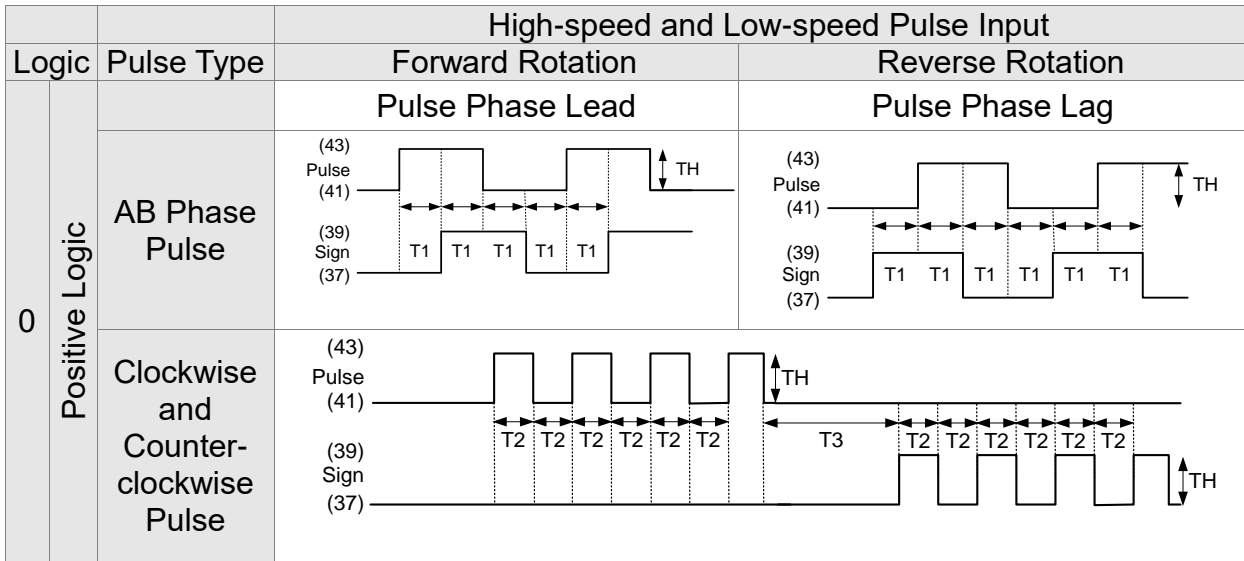 High-speed and Low-speed Pulse Input
Logic Pulse Type Forward Rotation Reverse Rotation
0
Positive Logic
AB Phase
Pulse
Pulse Phase Lead
(43)
Pulse
(41)
TH
(39)
Sign
(37)
T1 T1 T1 T1 T1
Pulse Phase Lag
(43)
Pulse
(41)
TH
(39)
Sign
(37)
T1 T1 T1 T1 T1 T1
Clockwise
and
Counter-
clockwise
Pulse
(43)
Pulse
(41)
TH
T2 T2 T2 T2 T2 T2 T3 T2 T2 T2 T2 T2 T2
(39)
Sign
(37)
TH